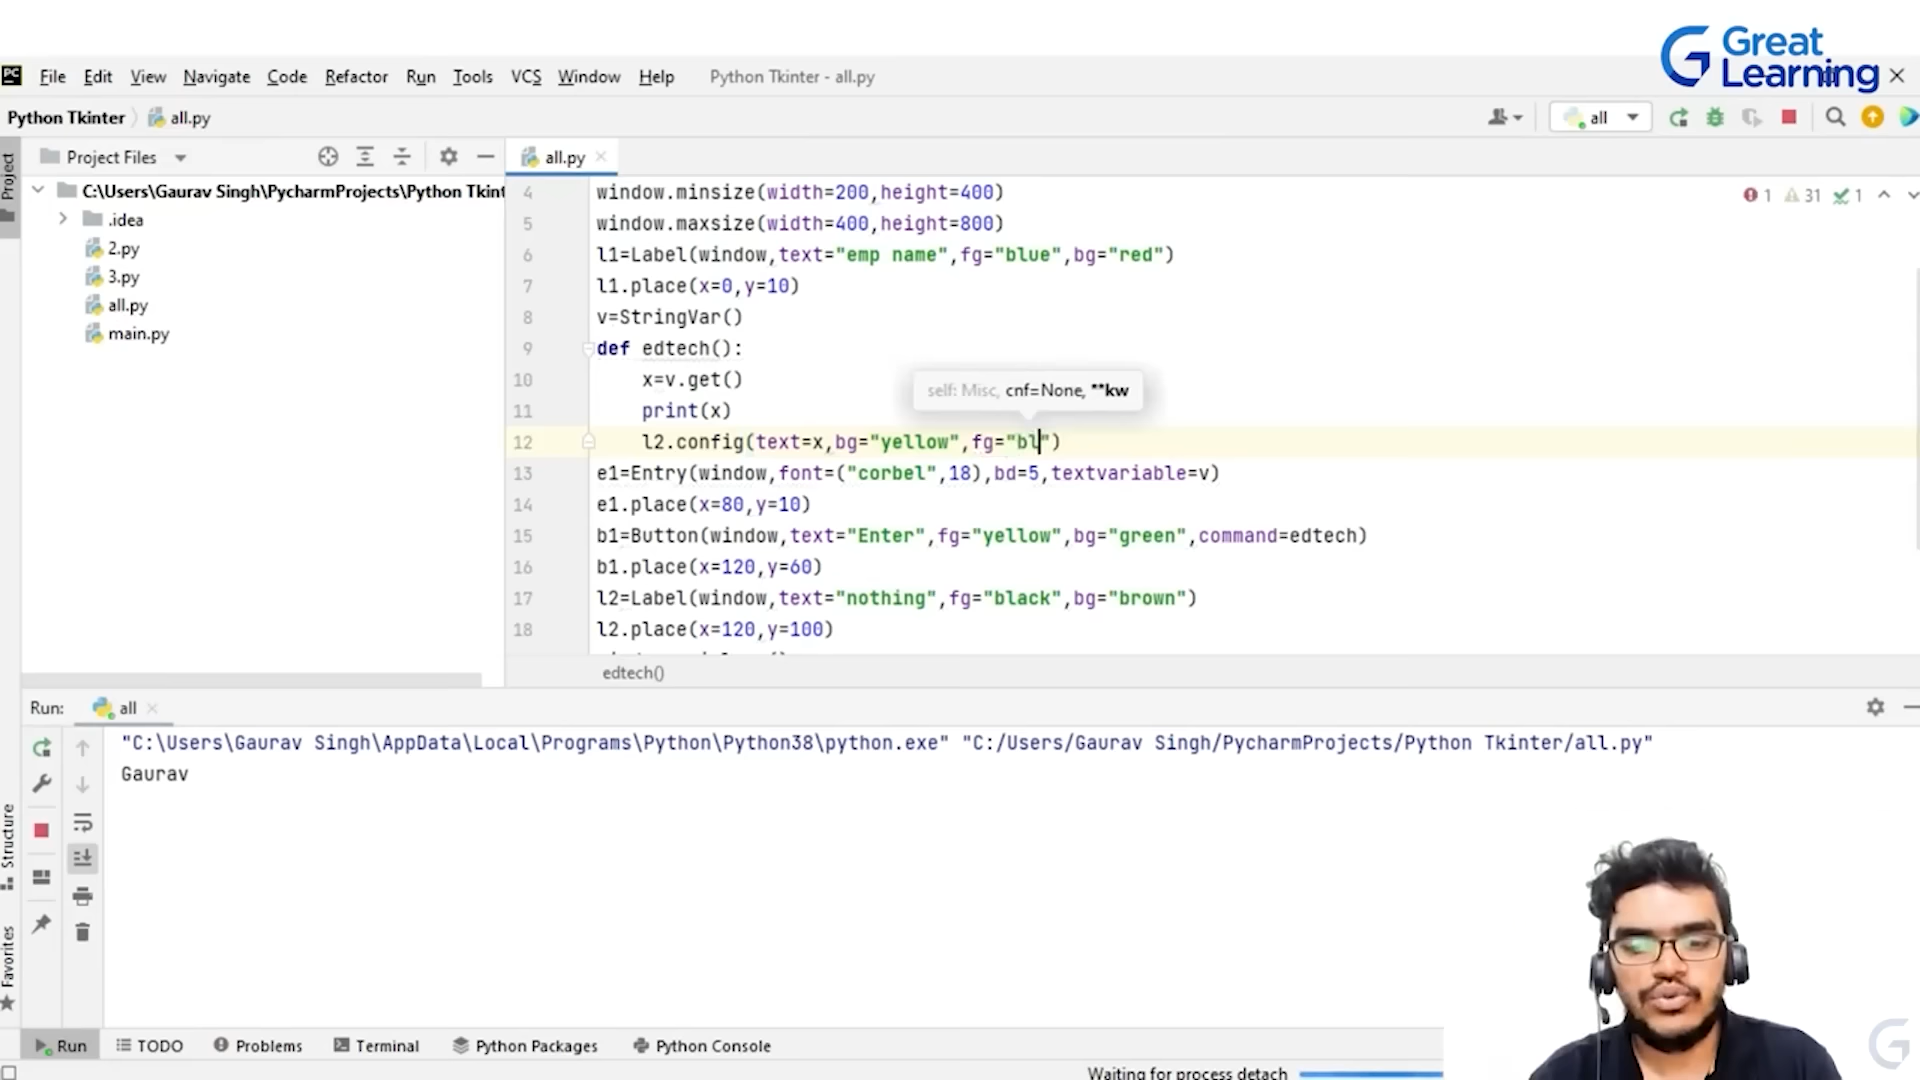 Great
Learning
PC File Edit View Navigate Code Refactor Run Tools VCS Window Help Python Tkinter - all.py
Python Tkinter all.py all
Project Project Files all.py
C:\Users\Gaurav Singh\PycharmProjects\Python Tkint
.idea
2.py
3.py
all.py
main.py
1 31 1
4 window.minsize(width=200,height=400)
5 window.maxsize(width=400,height=800)
6 l1=Label(window,text="emp name",fg="blue",bg="red")
7 l1.place(x=0,y=10)
8 v=StringVar()
9 def edtech():
10 x=v.get()
self: Misc, cnf=None, **kw
11 print(x)
12 l2.config(text=x,bg="yellow",fg="bl")
13 e1=Entry(window,font=("corbel",18),bd=5,textvariable=v)
14 e1.place(x=80,y=10)
15 b1=Button(window,text="Enter",fg="yellow",bg="green",command=edtech)
16 b1.place(x=120,y=60)
17 l2=Label(window,text="nothing",fg="black",bg="brown")
18 l2.place(x=120,y=100)
edtech()
Run: all
"C:\Users\Gaurav Singh\AppData\Local\Programs\Python\Python38\python.exe" "C:/Users/Gaurav Singh/PycharmProjects/Python Tkinter/all.py"
Gaurav
Structure
Favorites
Run TODO Problems Terminal Python Packages Python Console
Waiting for process detach